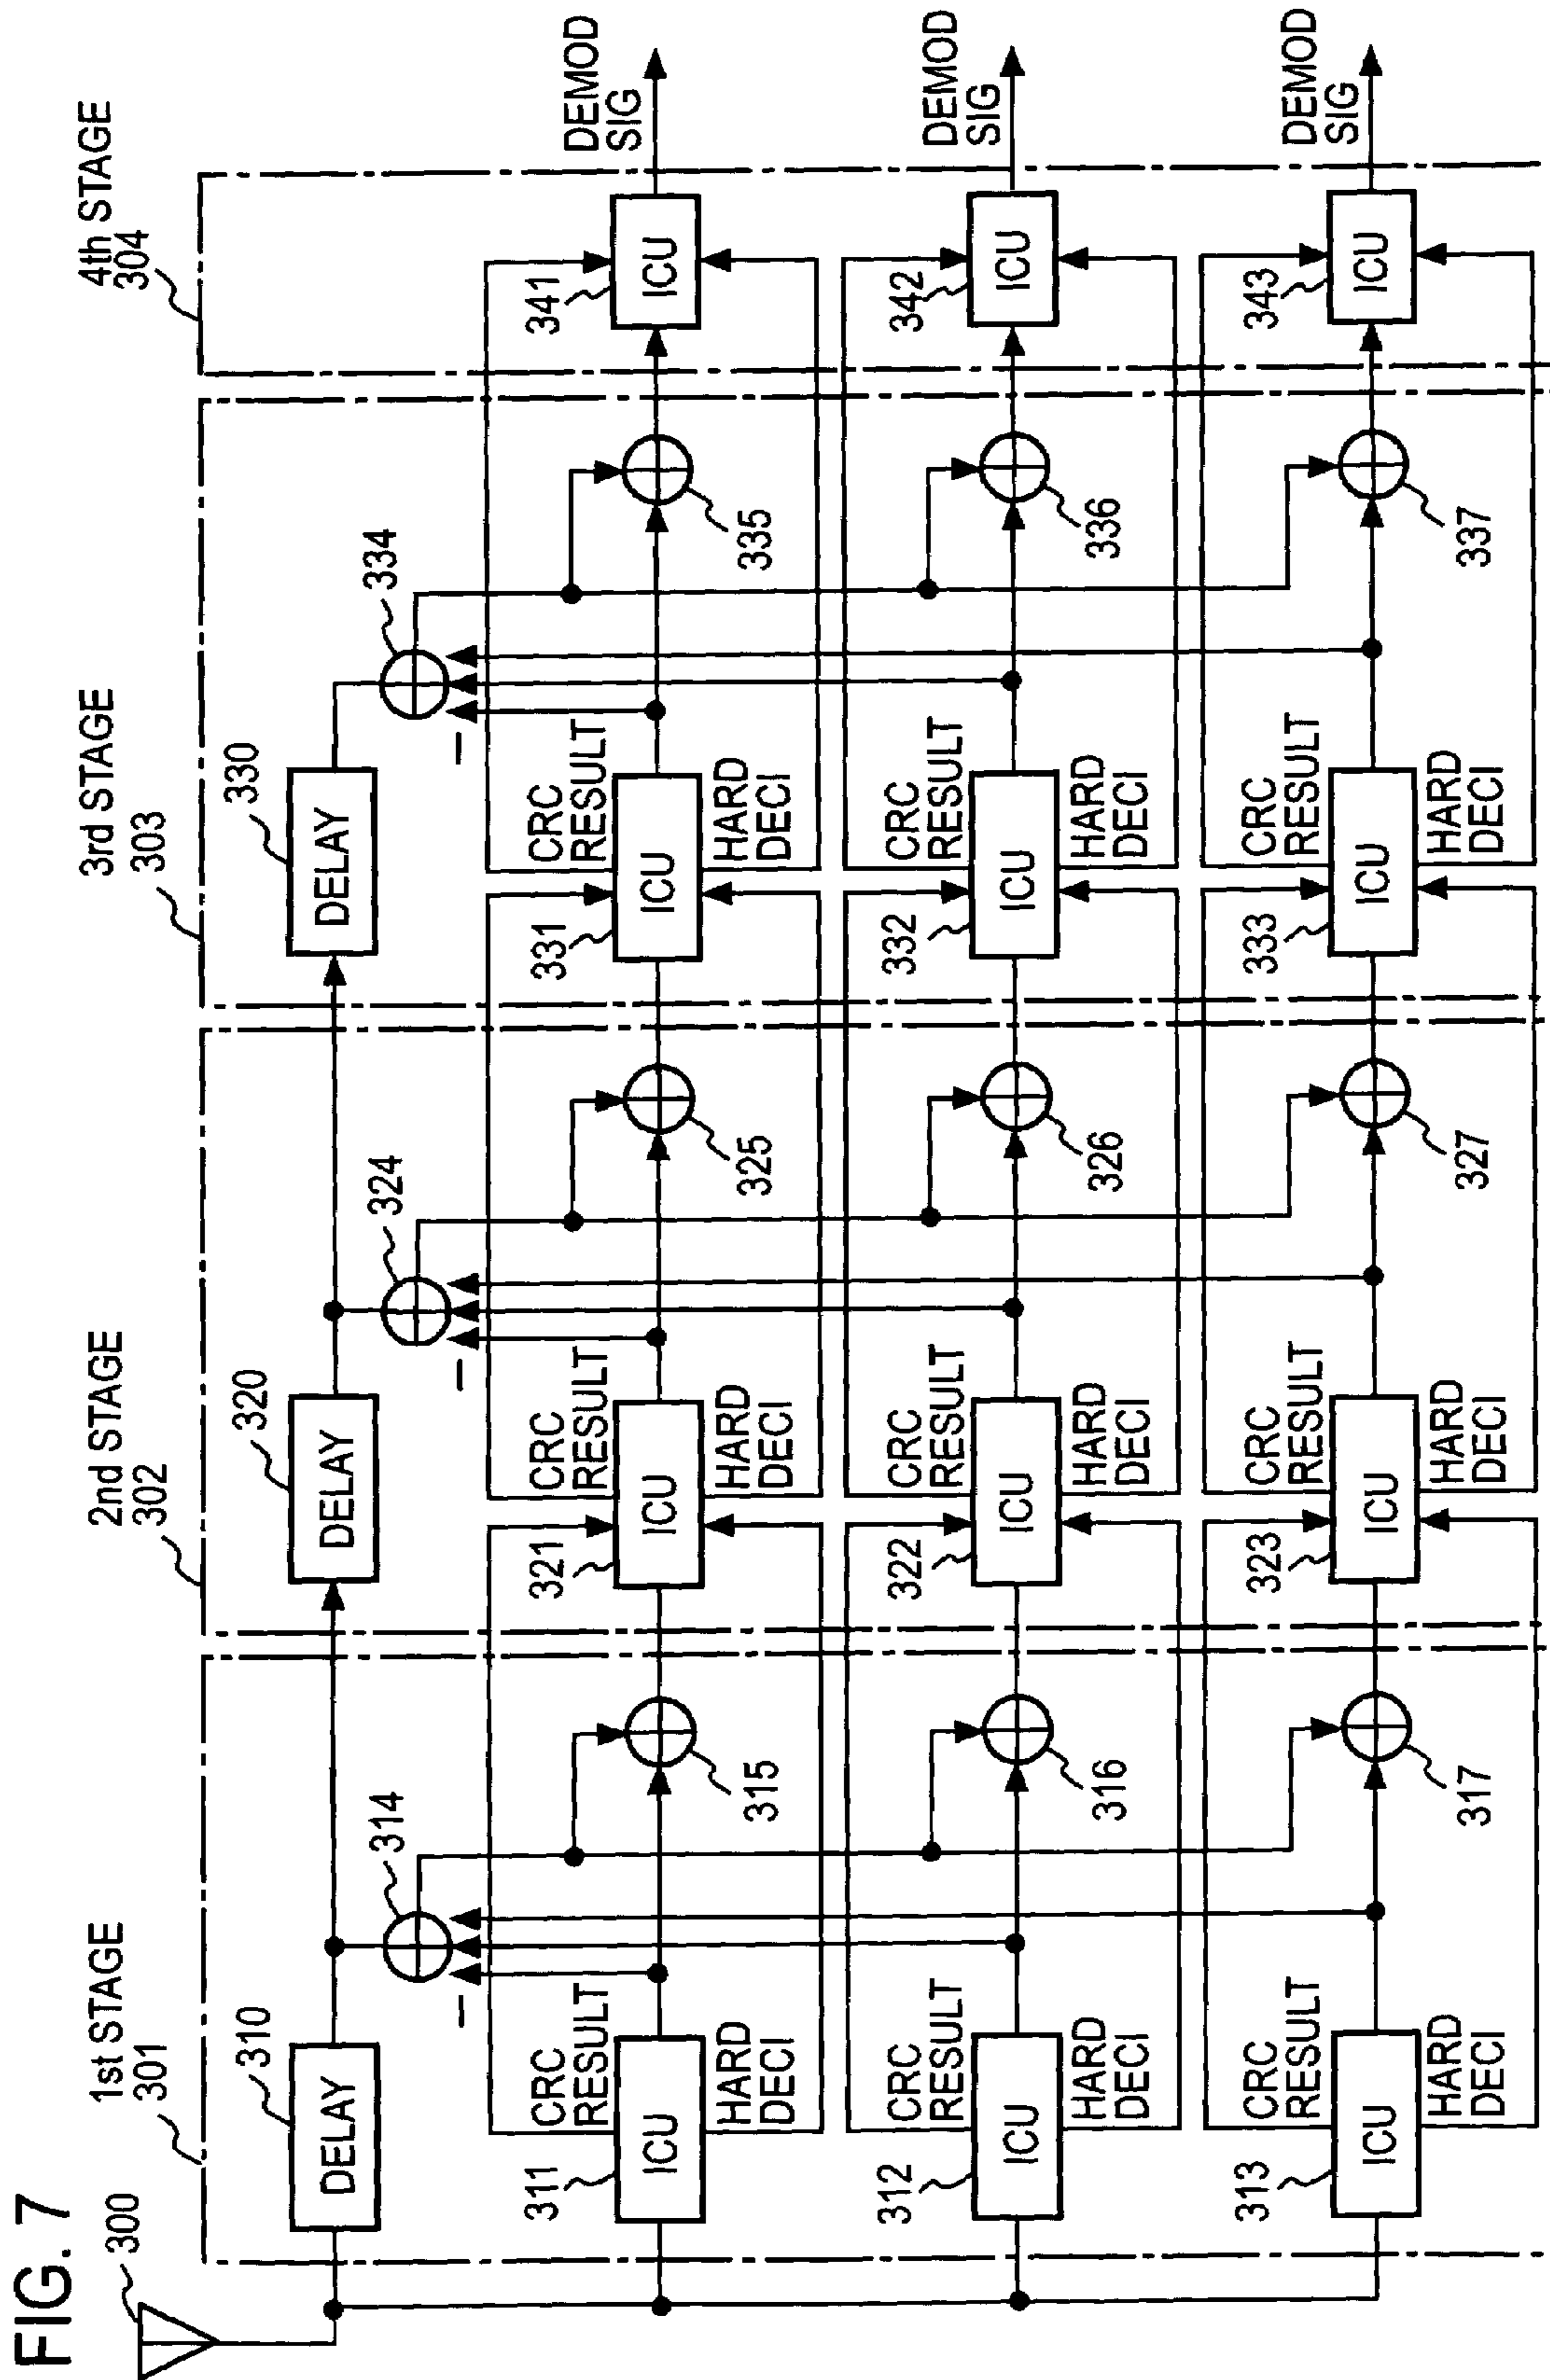 FIG. 7
300
1st STAGE
301
2nd STAGE
302
3rd STAGE
303
4th STAGE
304
310
DELAY
314
320
DELAY
324
330
DELAY
334
311
ICU
CRC
RESULT
HARD
DECI
315
321
ICU
CRC
RESULT
HARD
DECI
325
331
ICU
CRC
RESULT
HARD
DECI
335
341
ICU
DEMOD
SIG
312
ICU
CRC
RESULT
HARD
DECI
316
322
ICU
CRC
RESULT
HARD
DECI
326
332
ICU
CRC
RESULT
HARD
DECI
336
342
ICU
DEMOD
SIG
313
ICU
CRC
RESULT
HARD
DECI
317
323
ICU
CRC
RESULT
HARD
DECI
327
333
ICU
CRC
RESULT
HARD
DECI
337
343
ICU
DEMOD
SIG